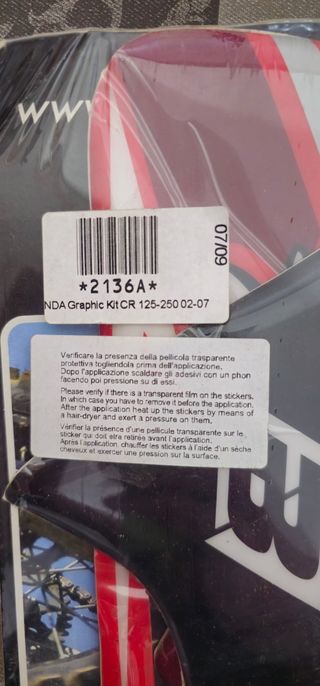 www
07/09
*2136A*
NDA Graphic Kit CR 125-250 02-07
Verificare la presenza della pellicola trasparente
protettiva togliendola prima dell'applicazione.
Dopo l'applicazione scaldare gli adesivi con un phon
facendo poi pressione su di essi.
Please verify if there is a transparent film on the stickers.
In which case you have to remove it before the application.
After the application heat up the stickers by means of
a hair-dryer and exert a pressure on them,
Vérifier la présence d'une pellicule transparente sur le
sticker qui doit etre retirée avant l'application.
Après l'application, chauffer les stickers à l'aide d'un sèche
cheveux et exercer une pression sur la surface.
B